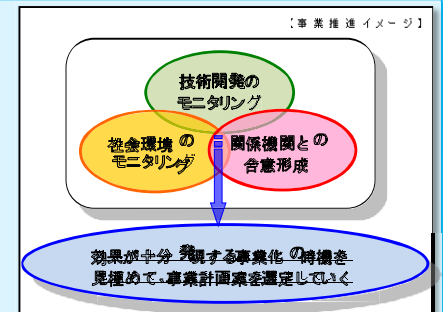 【事業推進イメージ】
技術開発の
モニタリング
社会環境の
モニタリング
関係機関との
合意形成
効果が十分発現する事業化の時機を
見極めて、事業計画案を選定していく